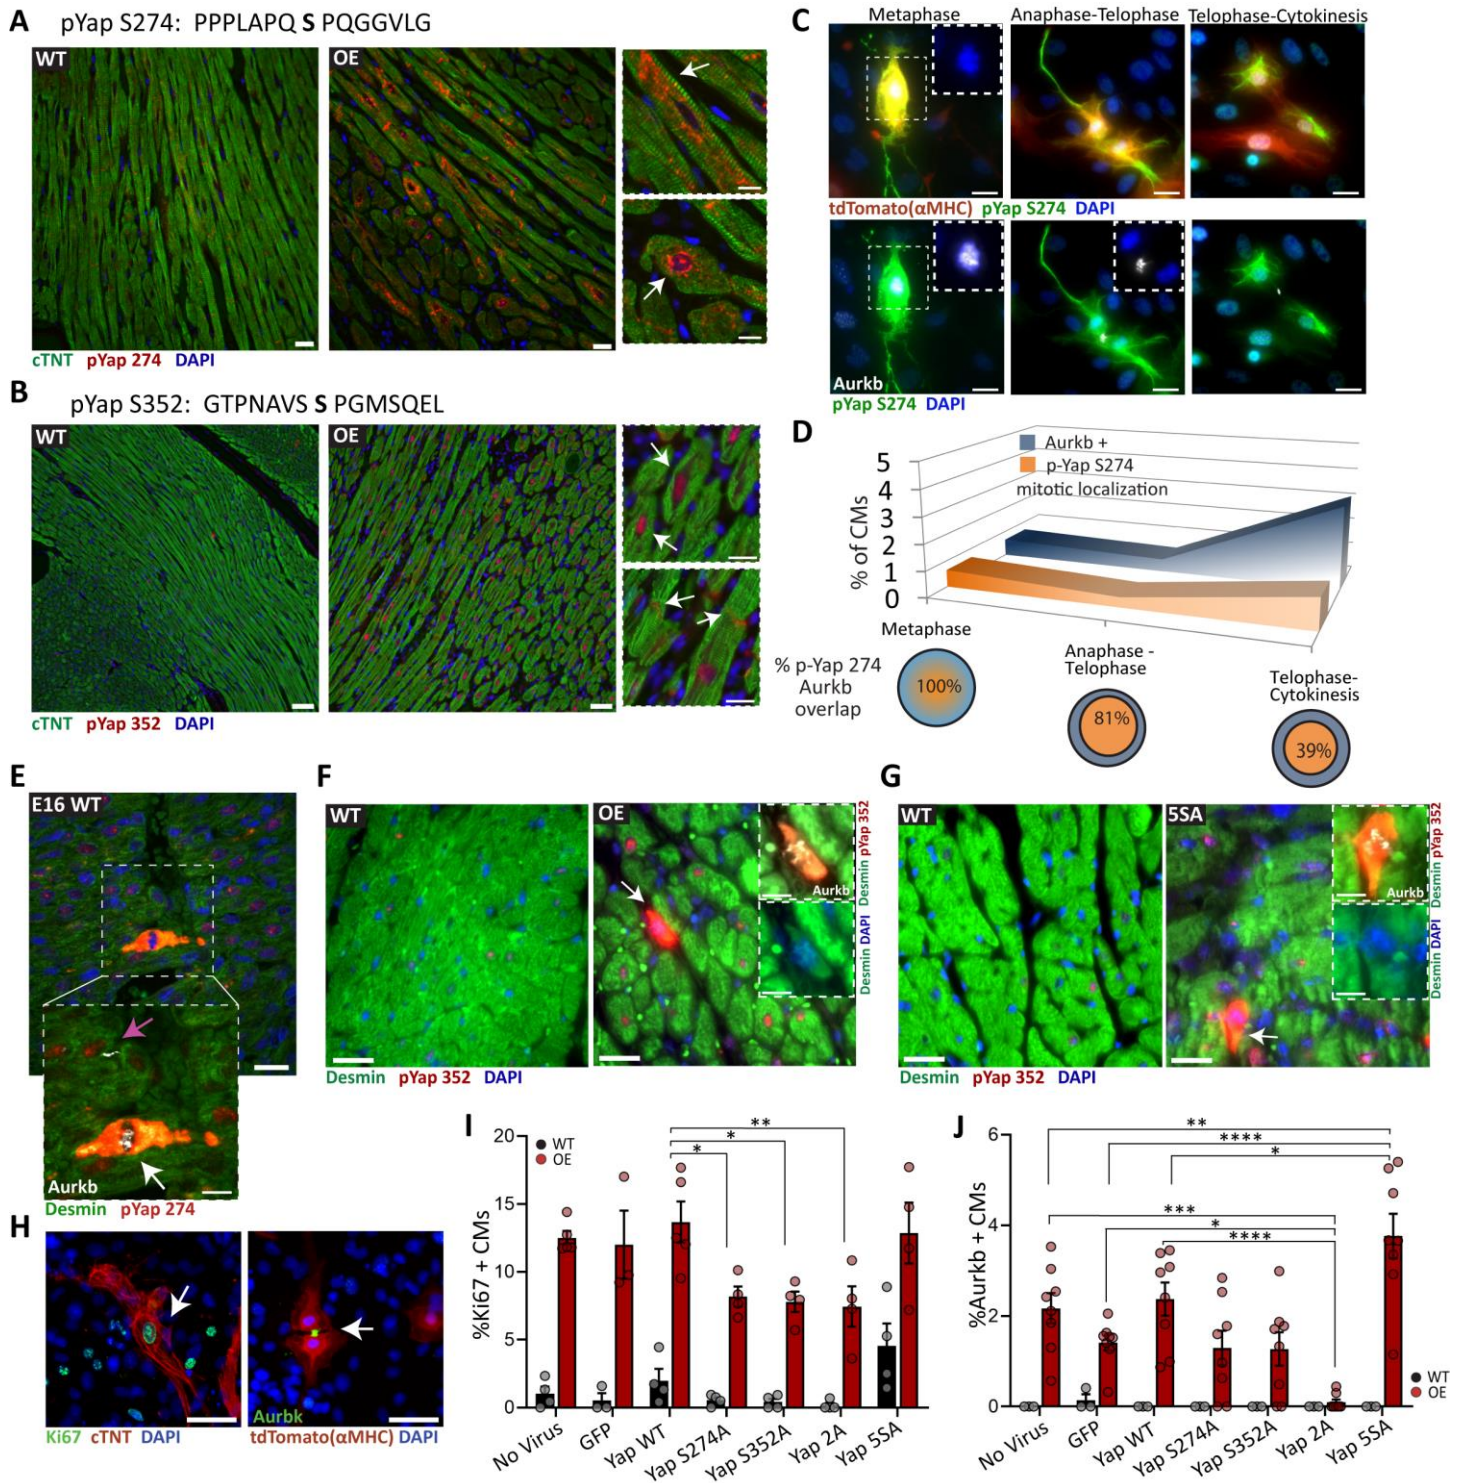 A
pYap S274: PPPLAPQ S PQGGVLG
WT
OE
cTNT pYap 274 DAPI
B
pYap S352: GTPNAVS S PGMSQEL
WT
OE
cTNT pYap 352 DAPI
C
Metaphase
Anaphase-Telophase
Telophase-Cytokinesis
tdTomato(αMHC) pYap S274 DAPI
Aurkb
pYap S274 DAPI
D
Aurkb +
p-Yap S274
mitotic localization
% of CMs
5
4
3
2
1
0
Metaphase
Anaphase -
Telophase
Telophase-
Cytokinesis
% p-Yap 274
Aurkb
overlap
100%
81%
39%
E
E16 WT
Aurkb
Desmin pYap 274
F
WT
OE
Aurkb
Desmin pYap 352
Desmin DAPI
Desmin pYap 352 DAPI
G
WT
5SA
Aurkb
Desmin pYap 352
Desmin DAPI
Desmin pYap 352 DAPI
H
Ki67 cTNT DAPI
Aurbk
tdTomato(αMHC) DAPI
I
WT
OE
%Ki67 + CMs
20
15
10
5
0
**
*
*
No Virus
GFP
Yap WT
Yap S274A
Yap S352A
Yap 2A
Yap 5SA
J
%Aurkb + CMs
6
4
2
0
**
****
*
***
*
****
WT
OE
No Virus
GFP
Yap WT
Yap S274A
Yap S352A
Yap 2A
Yap 5SA